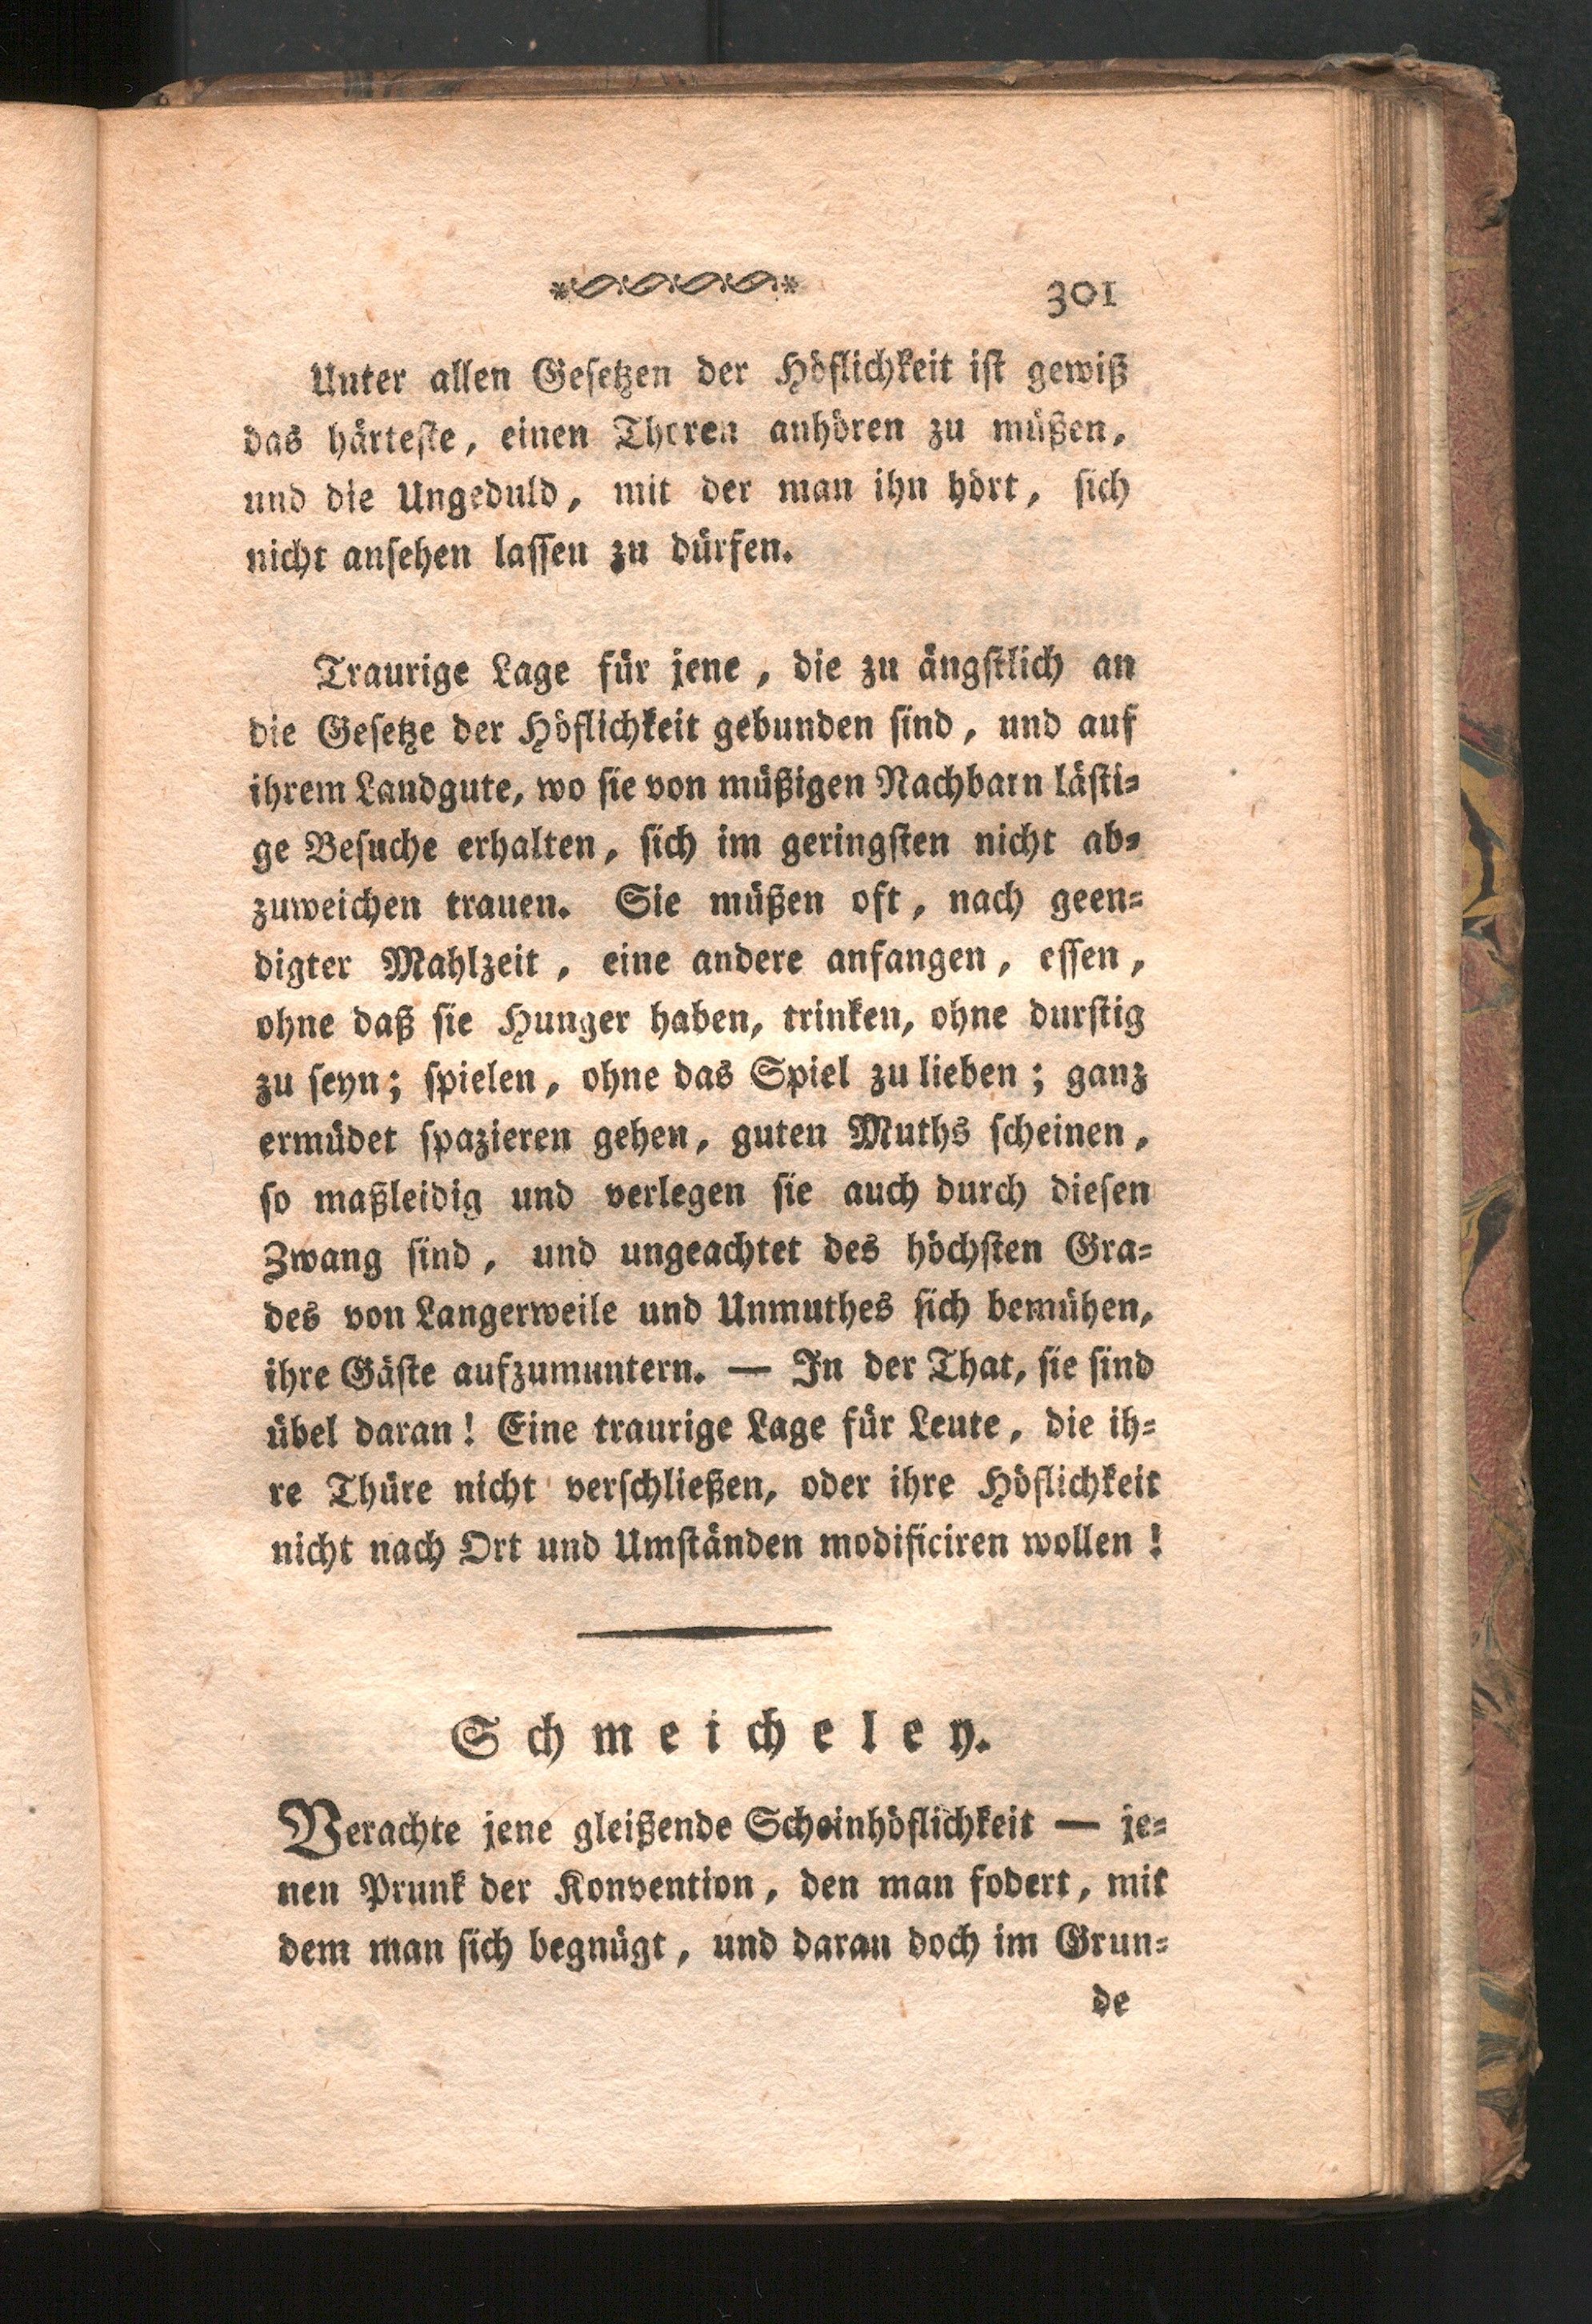 301
Unter allen Gesetzen der Höflichkeit ist gewiß
das härteste, einen Thoren anhören zu müßen,
und die Ungeduld, mit der man ihn hört, sich
nicht ansehen lassen zu dürfen.
Traurige Lage für jene, die zu ängstlich an
die Gesetze der Höflichkeit gebunden sind, und auf
ihrem Landgute, wo sie von müßigen Nachbarn lästi-
ge Besuche erhalten, sich im geringsten nicht ab-
zuweichen trauen. Sie müßen oft, nach geen-
digter Mahlzeit, eine andere anfangen, essen,
ohne daß sie Hunger haben, trinken, ohne durstig
zu seyn; spielen, ohne das Spiel zu lieben; ganz
ermüdet spazieren gehen, guten Muths scheinen,
so maßleidig und verlegen sie auch durch diesen
Zwang sind, und ungeachtet des höchsten Gra-
des von Langerweile und Unmuthes sich bemühen,
ihre Gäste aufzumuntern. — In der That, sie sind
übel daran! Eine traurige Lage für Leute, die ih-
re Thüre nicht verschließen, oder ihre Höflichkeit
nicht nach Ort und Umständen modificiren wollen!
Schmeicheley.
Verachte jene gleißende Scheinhöflichkeit — je-
nen Prunk der Konvention, den man fodert, mit
dem man sich begnügt, und daran doch im Grun-
de